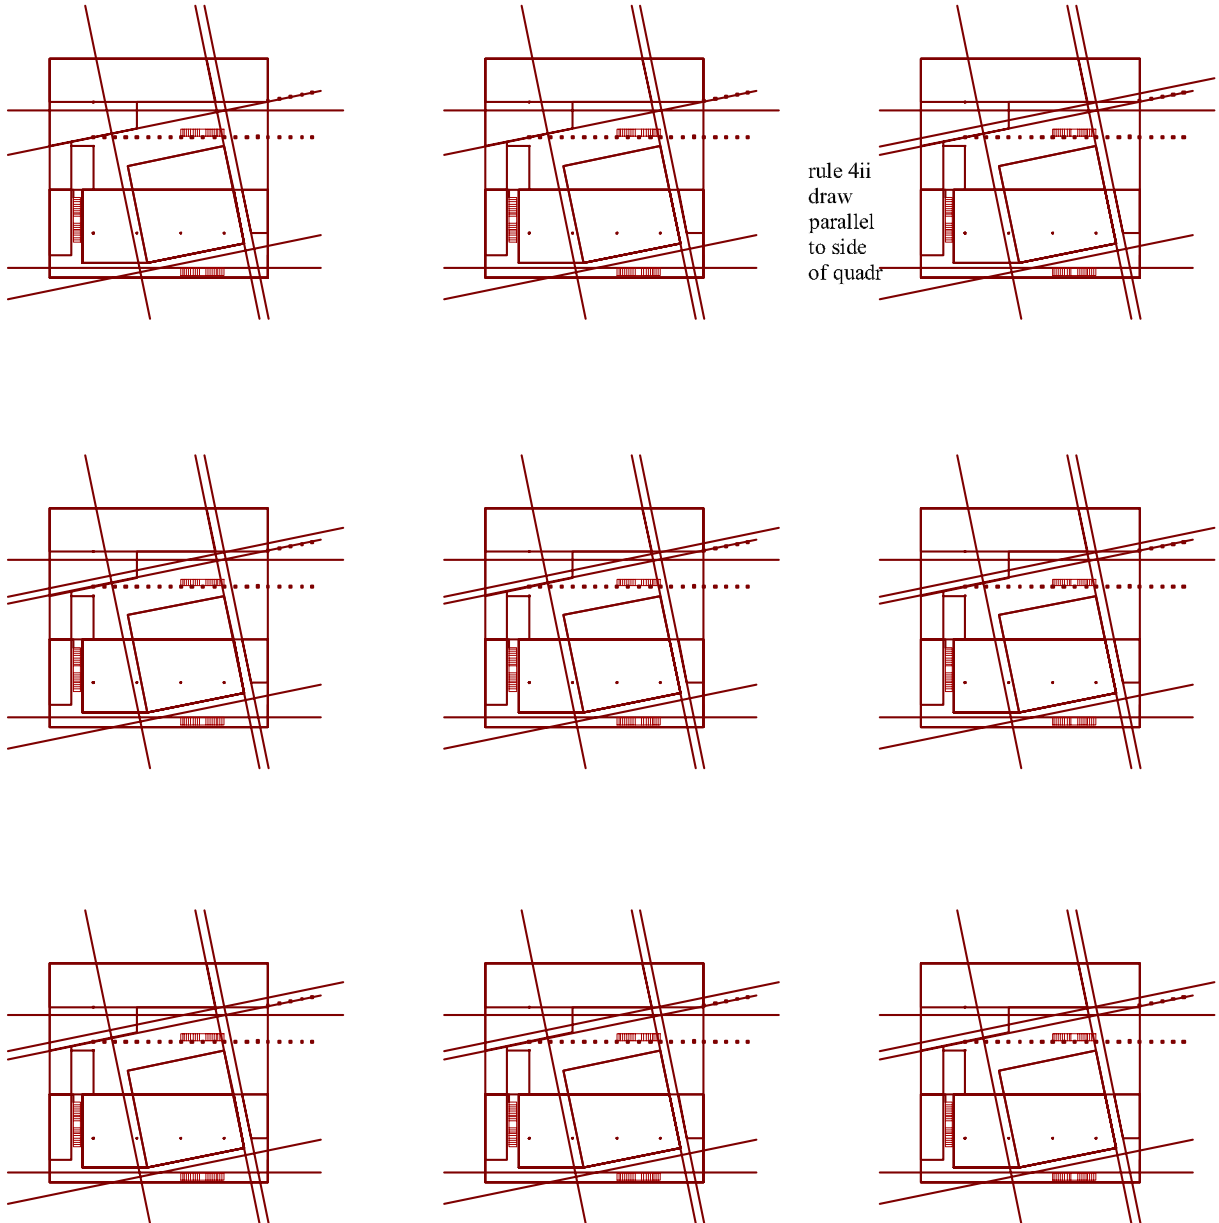 rule 4ii
draw
parallel
to side
of quadr